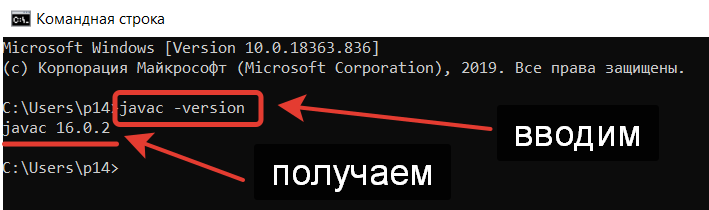 Командная строка
Microsoft Windows [Version 10.0.18363.836]
(c) Корпорация Майкрософт (Microsoft Corporation), 2019. Все права защищены.
C:\Users\p14>javac -version
javac 16.0.2
вводим
получаем
C:\Users\p14>